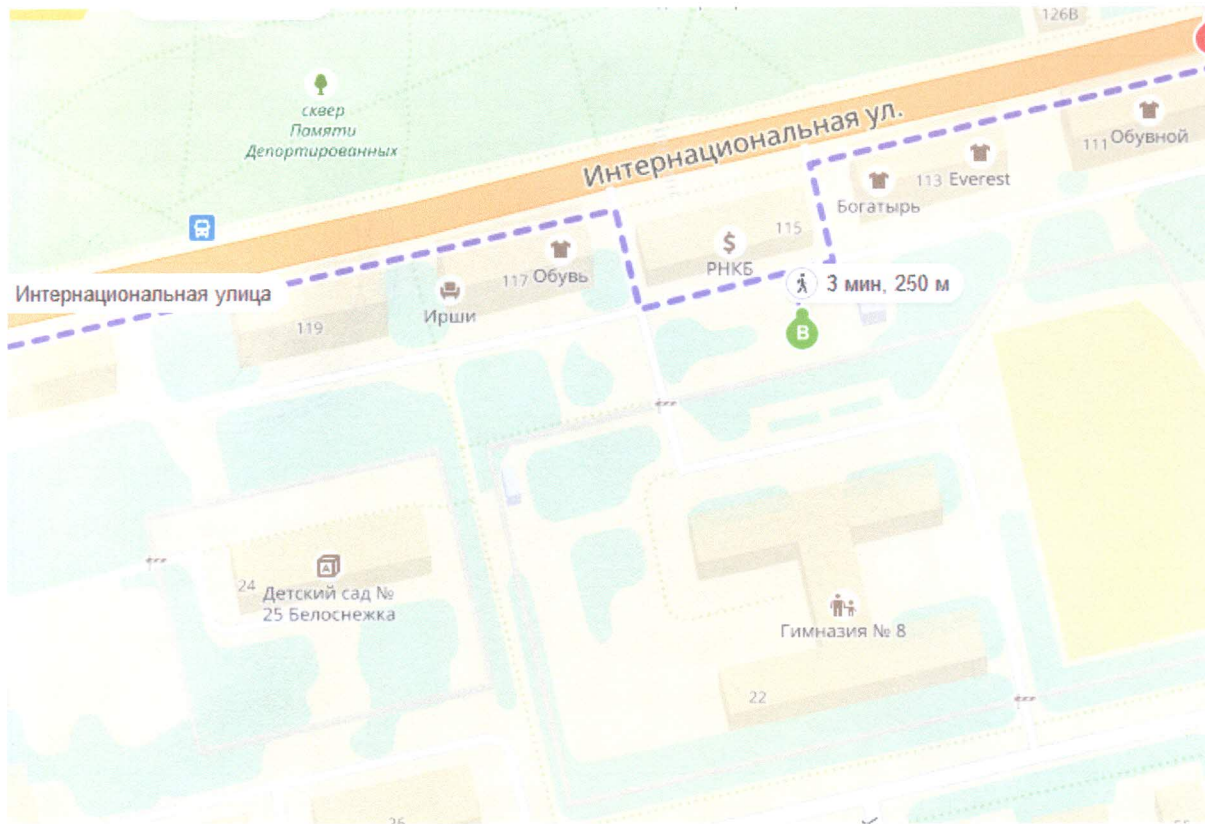 126В
сквер
Памяти
Депортированных
Интернациональная ул.
111 Обувной
113 Everest
Богатырь
115
РНКБ
117 Обувь
3 мин, 250 м
Интернациональная улица
Ирши
119
B
24
Детский сад №
25 Белоснежка
Гимназия № 8
22
26